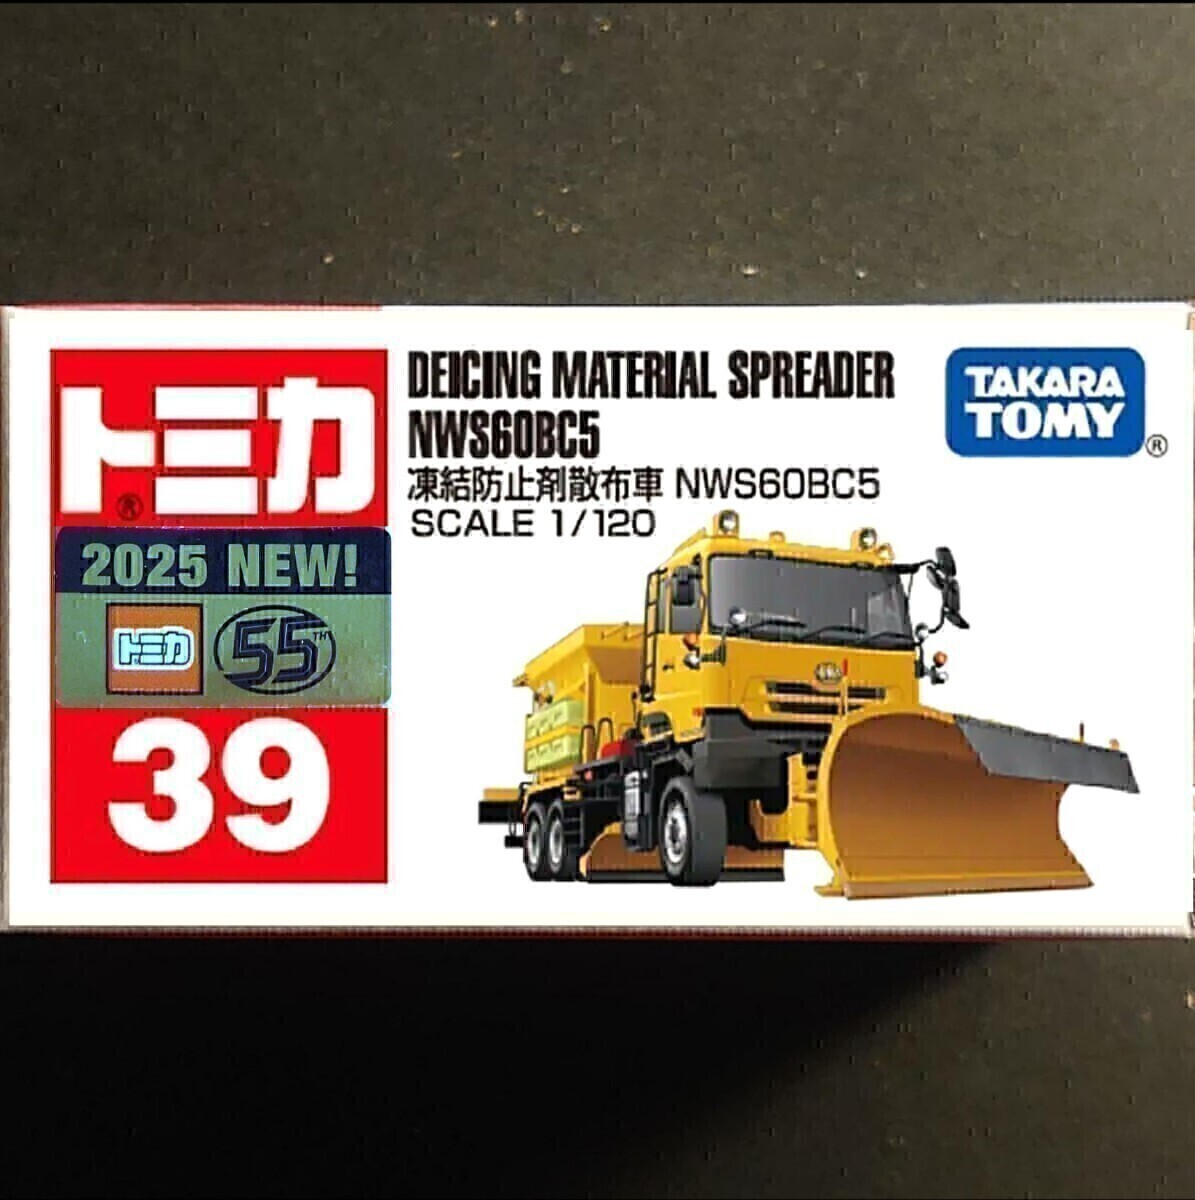 トミカ®
2025 NEW!
トミカ 55TH
39
DEICING MATERIAL SPREADER
NWS60BC5
凍結防止剤散布車 NWS60BC5
SCALE 1/120
TAKARA
TOMY®